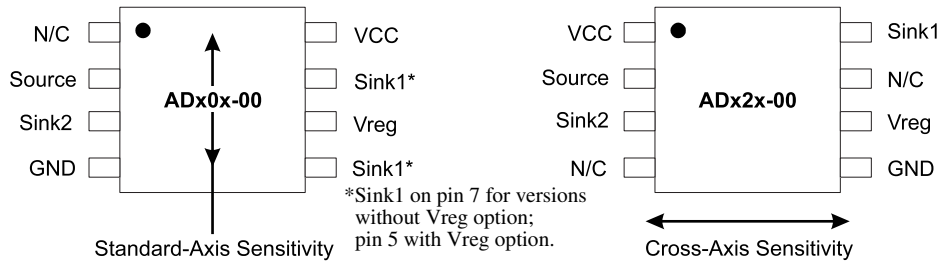 N/C
Source
Sink2
GND
ADx0x-00
VCC
Sink1*
Vreg
Sink1*
*Sink1 on pin 7 for versions
without Vreg option;
pin 5 with Vreg option.
Standard-Axis Sensitivity
VCC
Source
Sink2
N/C
ADx2x-00
Sink1
N/C
Vreg
GND
Cross-Axis Sensitivity